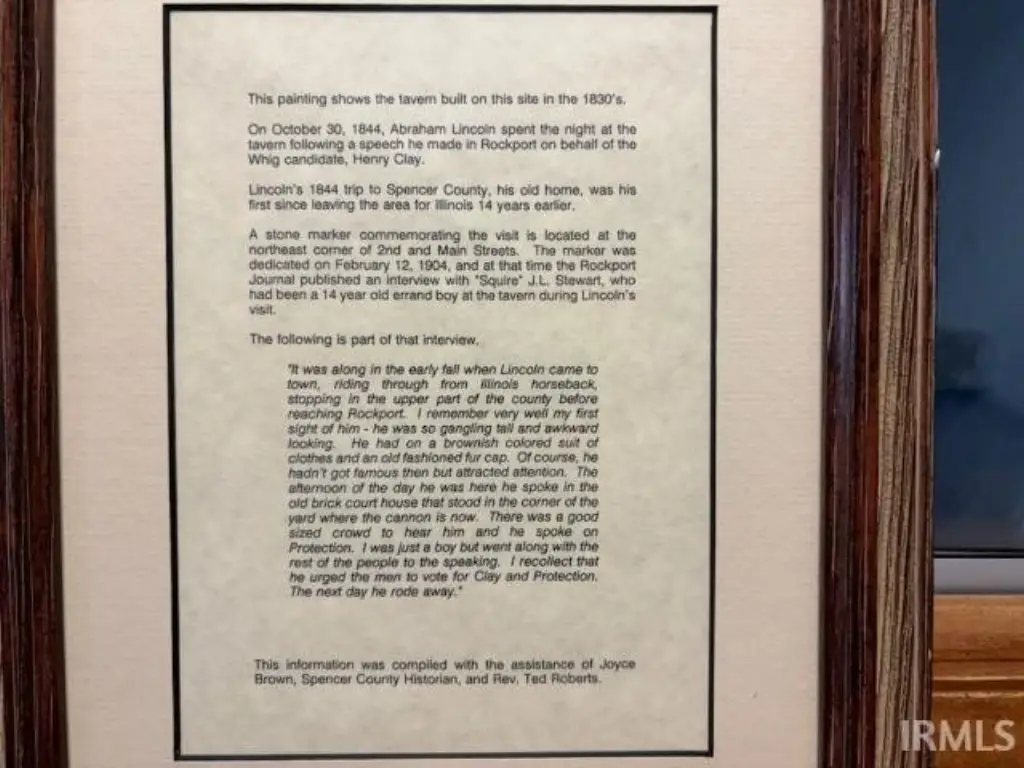 This painting shows the tavern built on this site in the 1830's.
On October 30, 1844, Abraham Lincoln spent the night at the
tavern following a speech he made in Rockport on behalf of the
Whig candidate, Henry Clay.
Lincoln's 1844 trip to Spencer County, his old home, was his
first since leaving the area for Illinois 14 years earlier.
A stone marker commemorating the visit is located at the
northeast corner of 2nd and Main Streets. The marker was
dedicated on February 12, 1904, and at that time the Rockport
Journal published an interview with "Squire" J.L. Stewart, who
had been a 14 year old errand boy at the tavern during Lincoln's
visit.
The following is part of that interview.
"It was along in the early fall when Lincoln came to
town, riding through from Illinois horseback,
stopping in the upper part of the county before
reaching Rockport. I remember very well my first
sight of him - he was so gangling tall and awkward
looking. He had on a brownish colored suit of
clothes and an old fashioned fur cap. Of course, he
hadn't got famous then but attracted attention. The
afternoon of the day he was here he spoke in the
old brick court house that stood in the corner of the
yard where the cannon is now. There was a good
sized crowd to hear him and he spoke on
Protection. I was just a boy but went along with the
rest of the people to the speaking. I recollect that
he urged the men to vote for Clay and Protection.
The next day he rode away."
This information was compiled with the assistance of Joyce
Brown, Spencer County Historian, and Rev. Ted Roberts.
IRMLS